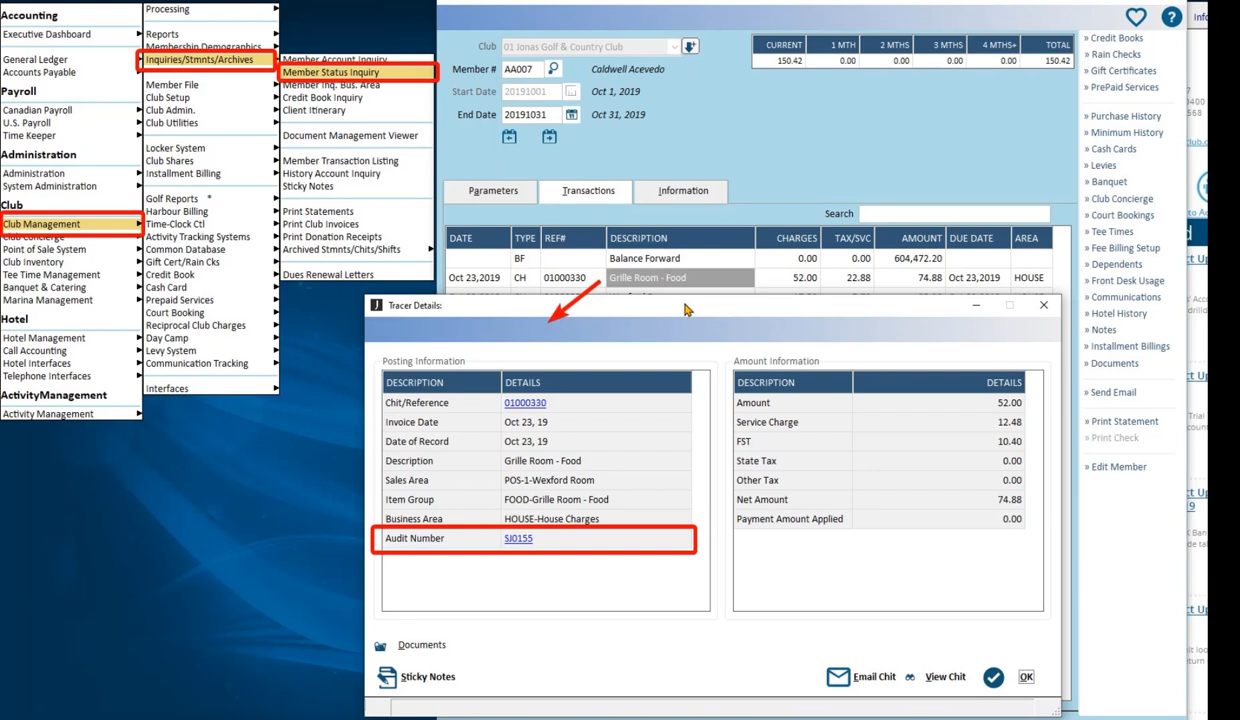 Accounting
Executive Dashboard
General Ledger
Accounts Payable
Payroll
Canadian Payroll
U.S. Payroll
Time Keeper
Administration
Administration
System Administration
Club
Club Management
Club Concierge
Point of Sale System
Club Inventory
Tee Time Management
Banquet & Catering
Marina Management
Hotel
Hotel Management
Call Accounting
Hotel Interfaces
Telephone Interfaces
ActivityManagement
Activity Management
Processing
Reports
Membership Demographics
Inquiries/Stmnts/Archives
Member File
Club Setup
Club Admin.
Club Utilities
Locker System
Club Shares
Installment Billing
Golf Reports *
Harbour Billing
Time-Clock Ctl
Activity Tracking Systems
Common Database
Gift Cert/Rain Cks
Credit Book
Cash Card
Prepaid Services
Court Booking
Reciprocal Club Charges
Day Camp
Levy System
Communication Tracking
Interfaces
Member Account Inquiry
Member Status Inquiry
Member Inq. Bus. Area
Credit Book Inquiry
Client Itinerary
Document Management Viewer
Member Transaction Listing
History Account Inquiry
Sticky Notes
Print Statements
Print Club Invoices
Print Donation Receipts
Archived Stmnts/Chits/Shifts
Dues Renewal Letters
Club 01 Jonas Golf & Country Club
Member # AA007 Caldwell Acevedo
Start Date 20191001 Oct 1, 2019
End Date 20191031 Oct 31, 2019
CURRENT 1 MTH 2 MTHS 3 MTHS 4 MTHS+ TOTAL
150.42 0.00 0.00 0.00 0.00 150.42
Parameters Transactions Information
Search
DATE TYPE REF# DESCRIPTION CHARGES TAX/SVC AMOUNT DUE DATE AREA
BF Balance Forward 0.00 0.00 604,472.20
Oct 23,2019 CH 01000330 Grille Room - Food 52.00 22.88 74.88 Oct 23,2019 HOUSE
Tracer Details:
Posting Information
DESCRIPTION DETAILS
Chit/Reference 01000330
Invoice Date Oct 23, 19
Date of Record Oct 23, 19
Description Grille Room - Food
Sales Area POS-1-Wexford Room
Item Group FOOD-Grille Room - Food
Business Area HOUSE-House Charges
Audit Number SJ0155
Amount Information
DESCRIPTION DETAILS
Amount 52.00
Service Charge 12.48
FST 10.40
State Tax 0.00
Other Tax 0.00
Net Amount 74.88
Payment Amount Applied 0.00
Documents
Sticky Notes
Email Chit
View Chit
OK
» Credit Books
» Rain Checks
» Gift Certificates
» PrePaid Services
» Purchase History
» Minimum History
» Cash Cards
» Levies
» Banquet
» Club Concierge
» Court Bookings
» Tee Times
» Fee Billing Setup
» Dependents
» Front Desk Usage
» Communications
» Hotel History
» Notes
» Installment Billings
» Documents
» Send Email
» Print Statement
» Print Check
» Edit Member